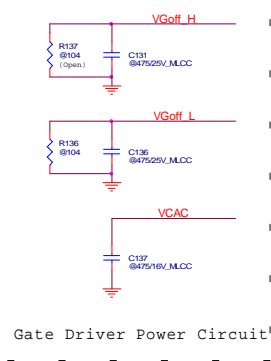 VGoff_H
R137
@104
(Open)
C131
@475/25V_MLCC
VGoff_L
R136
@104
C136
@475/25V_MLCC
VCAC
C137
@475/16V_MLCC
Gate Driver Power Circuit